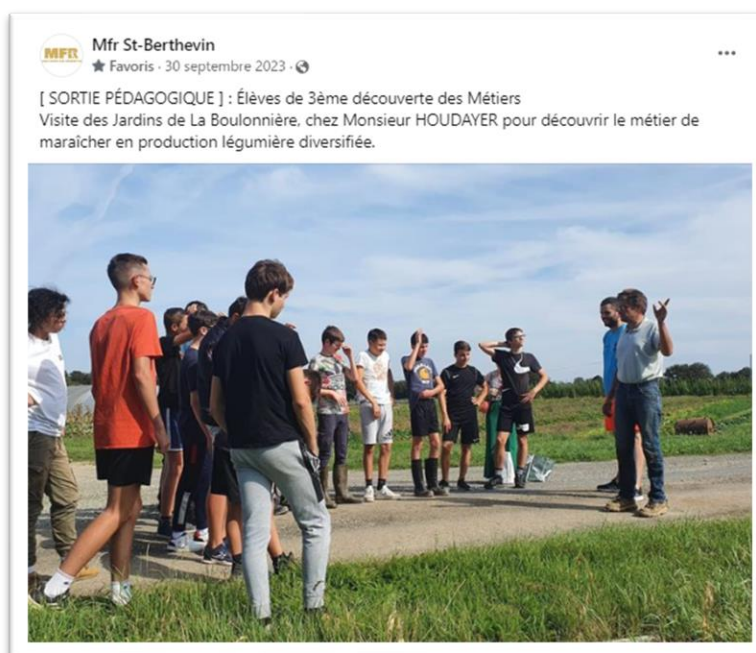 MFR
Mfr St-Berthevin
Favoris · 30 septembre 2023 ·
[ SORTIE PÉDAGOGIQUE ] : Élèves de 3ème découverte des Métiers
Visite des Jardins de La Boulonnière, chez Monsieur HOUDAYER pour découvrir le métier de
maraîcher en production légumière diversifiée.